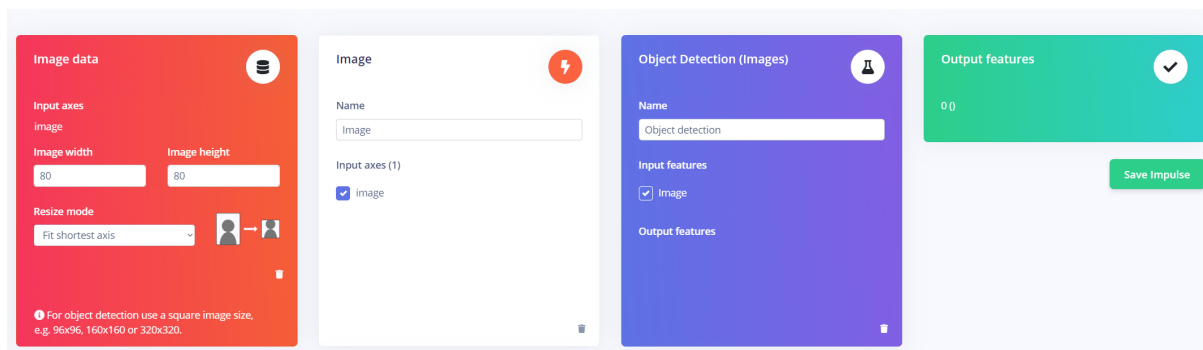 Image data
Input axes
image
Image width Image height
80 80
Resize mode
Fit shortest axis
For object detection use a square image size,
e.g. 96x96, 160x160 or 320x320.
Image
Name
Image
Input axes (1)
image
Object Detection (Images)
Name
Object detection
Input features
Image
Output features
Output features
0 ()
Save Impulse